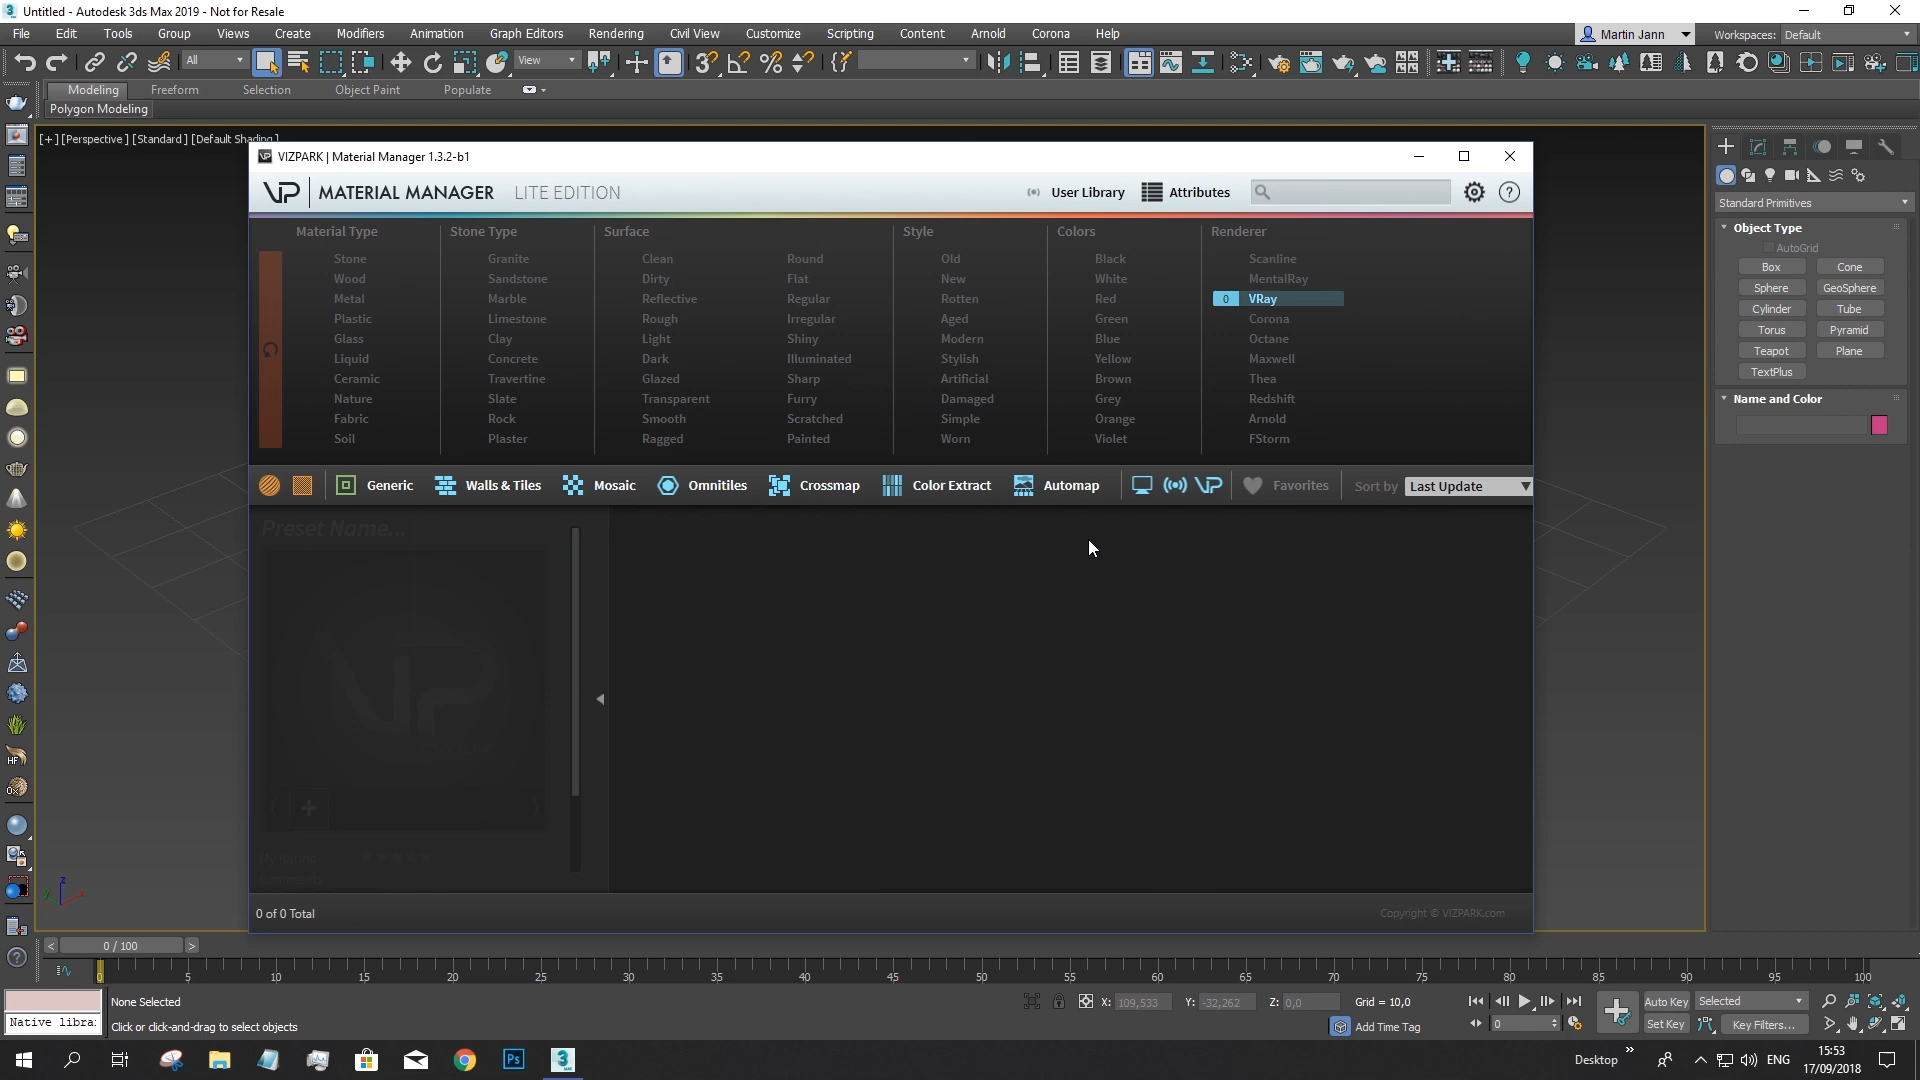 Untitled - Autodesk 3ds Max 2019 - Not for Resale
File Edit Tools Group Views Create Modifiers Animation Graph Editors Rendering Civil View Customize Scripting Content Arnold Corona Help
Martin Jann Workspaces: Default
All View
Modeling Freeform Selection Object Paint Populate
Polygon Modeling
[+] [Perspective] [Standard] [Default Shading]
VIZPARK | Material Manager 1.3.2-b1
MATERIAL MANAGER LITE EDITION
User Library Attributes
Material Type Stone Type Surface Style Colors Renderer
Stone Granite Clean Round Old Black Scanline
Wood Sandstone Dirty Flat New White MentalRay
Metal Marble Reflective Regular Rotten Red 0 VRay
Plastic Limestone Rough Irregular Aged Green Corona
Glass Clay Light Shiny Modern Blue Octane
Liquid Concrete Dark Illuminated Stylish Yellow Maxwell
Ceramic Travertine Glazed Sharp Artificial Brown Thea
Nature Slate Transparent Furry Damaged Grey Redshift
Fabric Rock Smooth Scratched Simple Orange Arnold
Soil Plaster Ragged Painted Worn Violet FStorm
Generic Walls & Tiles Mosaic Omnitiles Crossmap Color Extract Automap Favorites Sort by Last Update
Preset Name...
0 of 0 Total
Copyright © VIZPARK.com
Standard Primitives
Object Type
AutoGrid
Box Cone
Sphere GeoSphere
Cylinder Tube
Torus Pyramid
Teapot Plane
TextPlus
Name and Color
< 0 / 100 >
0 5 10 15 20 25 30 35 40 45 50 55 60 65 70 75 80 85 90 95 100
None Selected
X: 109,533 Y: -32,262 Z: 0,0 Grid = 10,0
Auto Key Selected
Native libra:
Click or click-and-drag to select objects
Add Time Tag
0
Set Key Key Filters...
Desktop ENG
15:53
17/09/2018